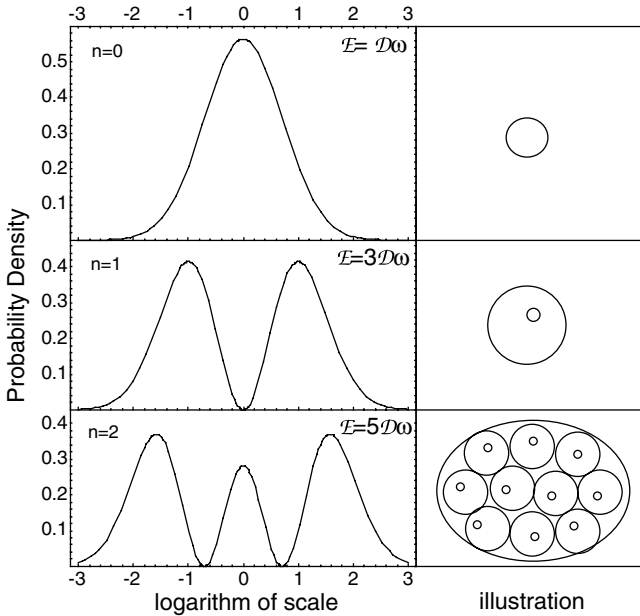 -3 -2 -1 0 1 2 3
n=0
ℰ= 𝒟ω
0.5
0.4
0.3
0.2
0.1
n=1
ℰ=3𝒟ω
0.4
0.3
0.2
0.1
n=2
ℰ=5𝒟ω
0.4
0.3
0.2
0.1
Probability Density
-3 -2 -1 0 1 2 3
logarithm of scale
illustration